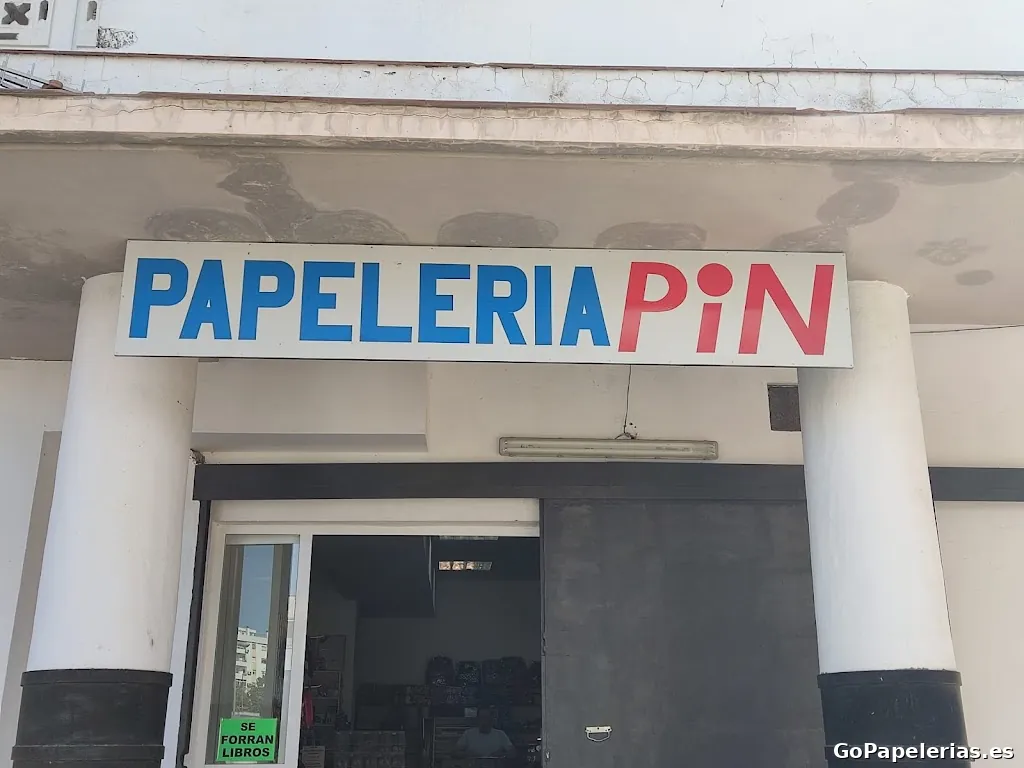 PAPELERIA PiN
SE
FORRAN
LIBROS
GoPapelerias.es